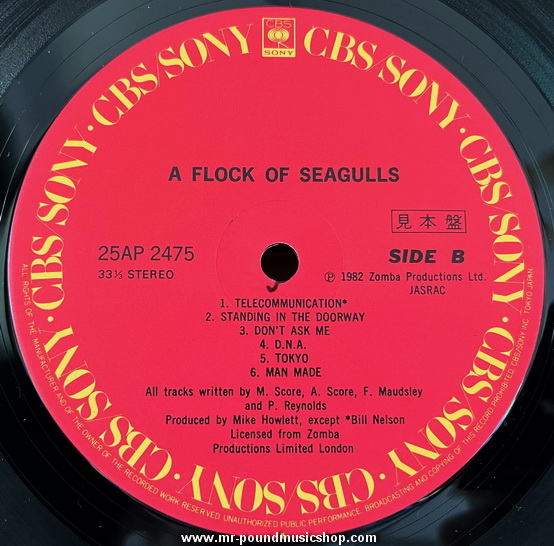 CBS
SONY
CBS/SONY · CBS/SONY · CBS/SONY · CBS/SONY · CBS/SONY · CBS/SONY · CBS/SONY · CBS/SONY
A FLOCK OF SEAGULLS
見本盤
25AP 2475
SIDE B
33⅓ STEREO
Ⓟ 1982 Zomba Productions Ltd.
JASRAC
1. TELECOMMUNICATION*
2. STANDING IN THE DOORWAY
3. DON'T ASK ME
4. D.N.A.
5. TOKYO
6. MAN MADE
All tracks written by M. Score, A. Score, F. Maudsley
and P. Reynolds
Produced by Mike Howlett, except *Bill Nelson
Licensed from Zomba
Productions Limited London
ALL RIGHTS OF THE MANUFACTURER AND OF THE OWNER OF THE RECORDED WORK RESERVED. UNAUTHORIZED PUBLIC PERFORMANCE, BROADCASTING AND COPYING OF THIS RECORD PROHIBITED. CBS/SONY INC. TOKYO JAPAN.
www.mr-poundmusicshop.com